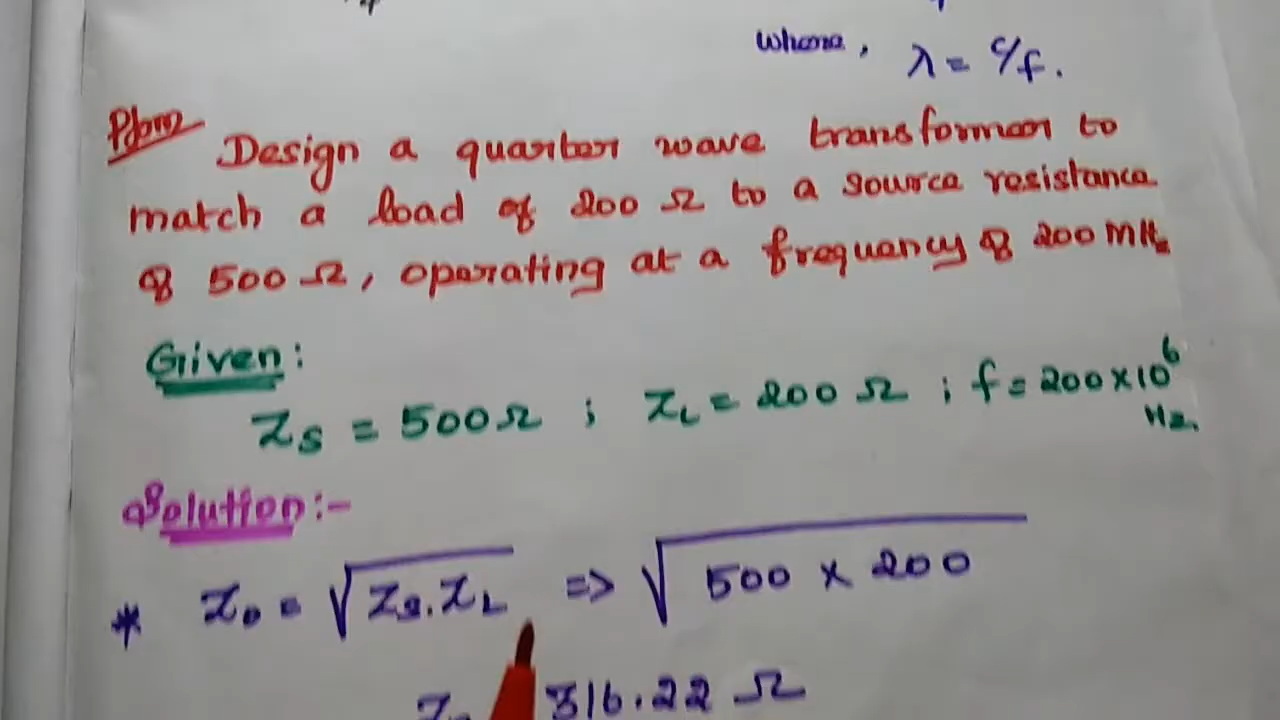 where, λ = c/f.
Pbm Design a quarter wave transformer to
match a load of 200 Ω to a source resistance
of 500 Ω, operating at a frequency of 200 MHz
Given:
Zs = 500Ω ; ZL = 200 Ω ; f = 200×10⁶
Hz.
Solution:-
* Z0 = √Zs.ZL => √500 × 200
316.22 Ω